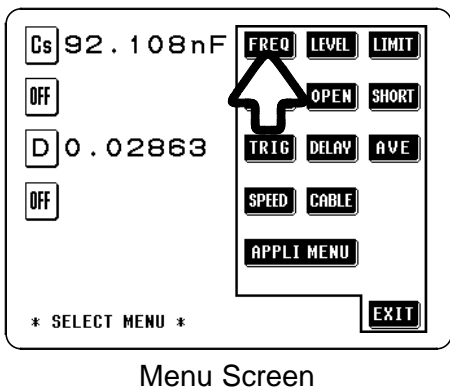 Cs 92.108nF FREQ LEVEL LIMIT
OFF OPEN SHORT
D 0.02863 TRIG DELAY AVE
OFF SPEED CABLE
APPLI MENU
* SELECT MENU * EXIT
Menu Screen